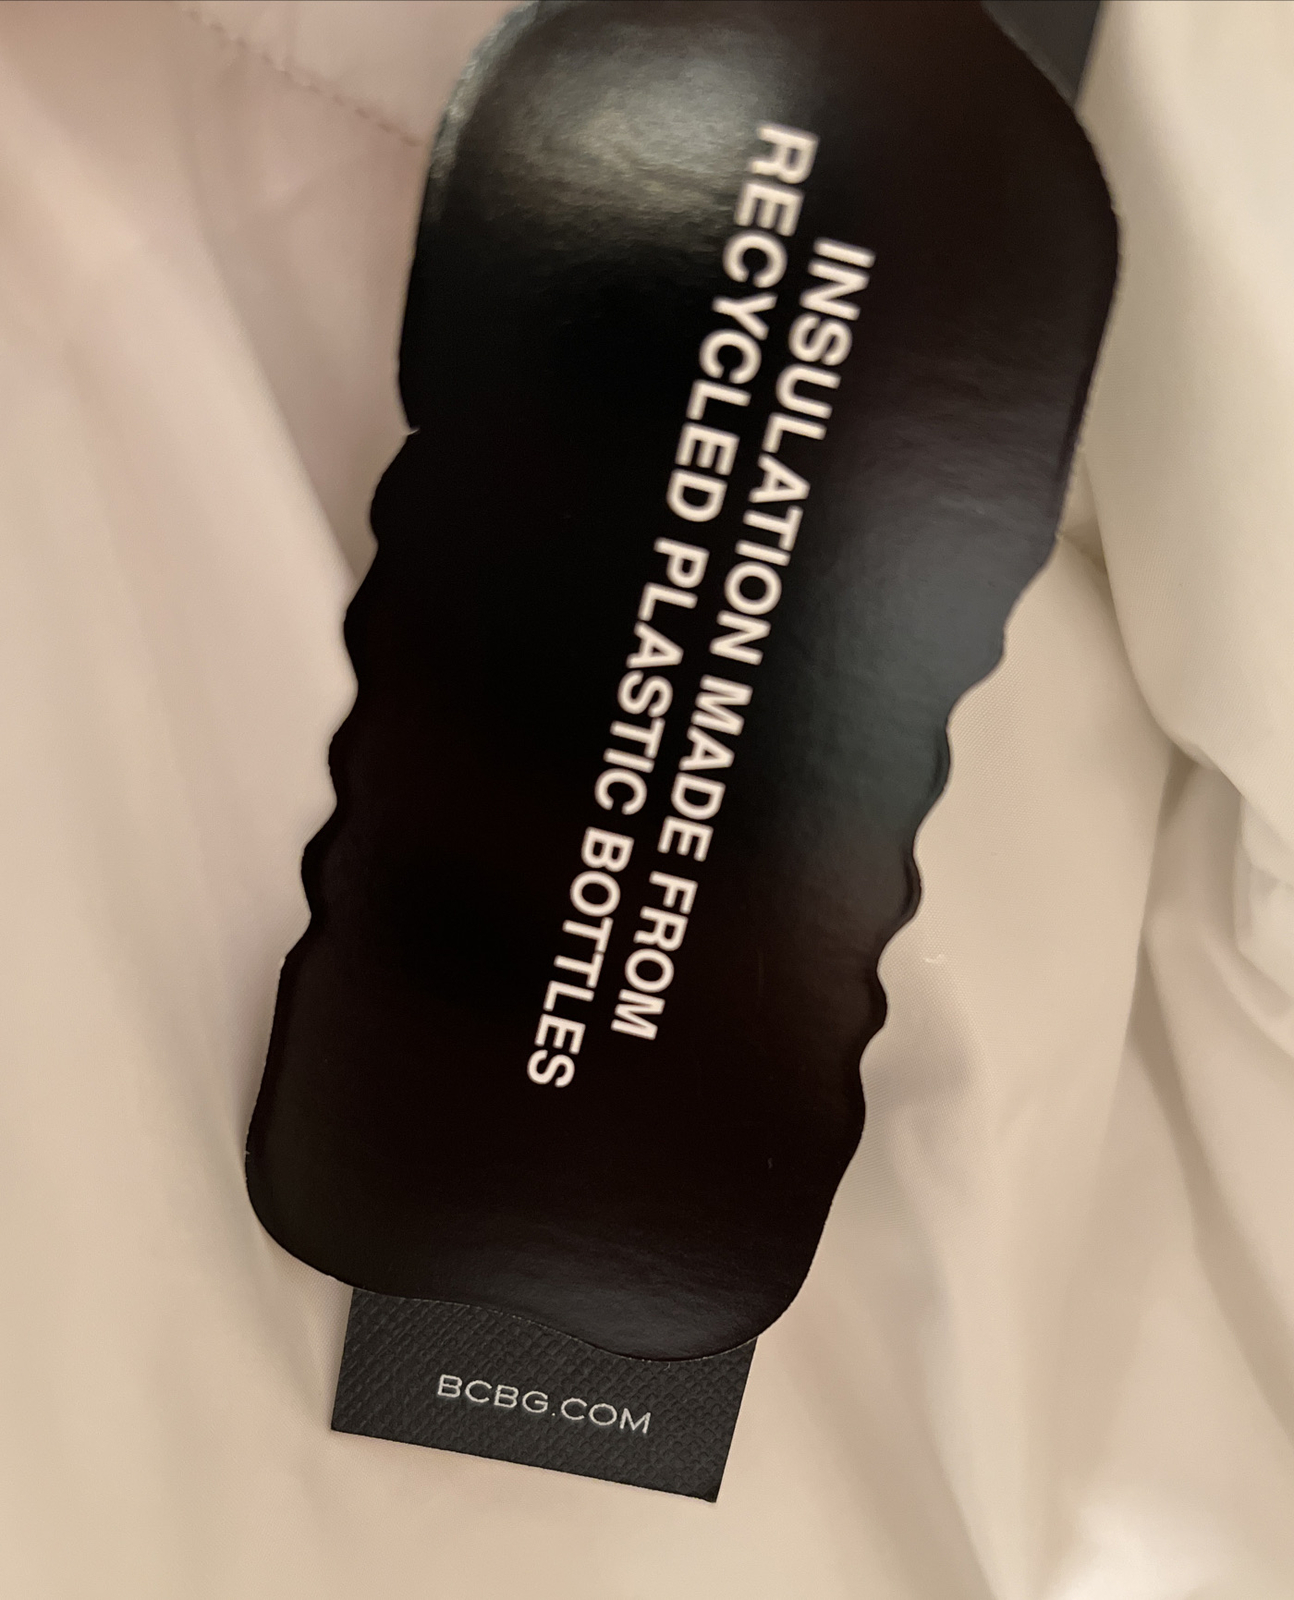 INSULATION MADE FROM
RECYCLED PLASTIC BOTTLES
BCBG.COM